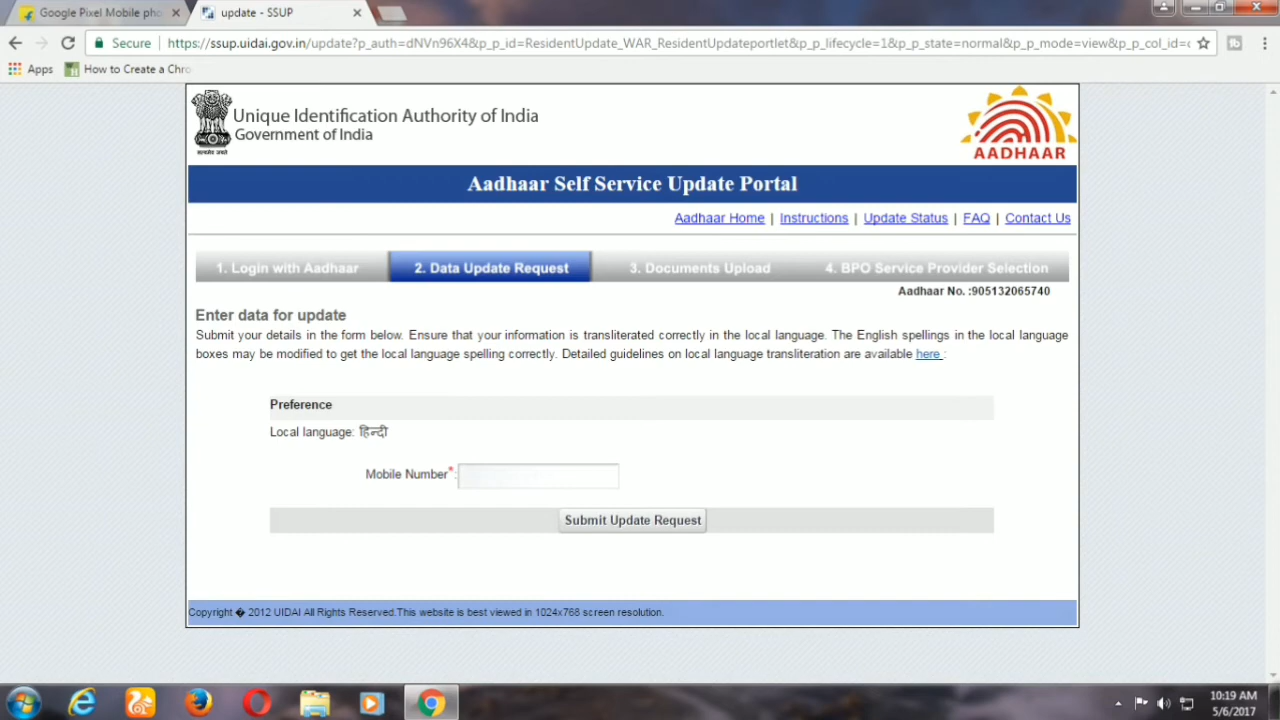 Google Pixel Mobile pho
update - SSUP
Secure
https://ssup.uidai.gov.in/update?p_auth=dNVn96X4&p_p_id=ResidentUpdate_WAR_ResidentUpdateportlet&p_p_lifecycle=1&p_p_state=normal&p_p_mode=view&p_p_col_id=c
Apps
How to Create a Chro
Unique Identification Authority of India
Government of India
सत्यमेव जयते
AADHAAR
Aadhaar Self Service Update Portal
Aadhaar Home | Instructions | Update Status | FAQ | Contact Us
1. Login with Aadhaar
2. Data Update Request
3. Documents Upload
4. BPO Service Provider Selection
Aadhaar No. :905132065740
Enter data for update
Submit your details in the form below. Ensure that your information is transliterated correctly in the local language. The English spellings in the local language
boxes may be modified to get the local language spelling correctly. Detailed guidelines on local language transliteration are available here :
Preference
Local language: हिन्दी
Mobile Number*:
Submit Update Request
Copyright � 2012 UIDAI All Rights Reserved.This website is best viewed in 1024x768 screen resolution.
10:19 AM
5/6/2017